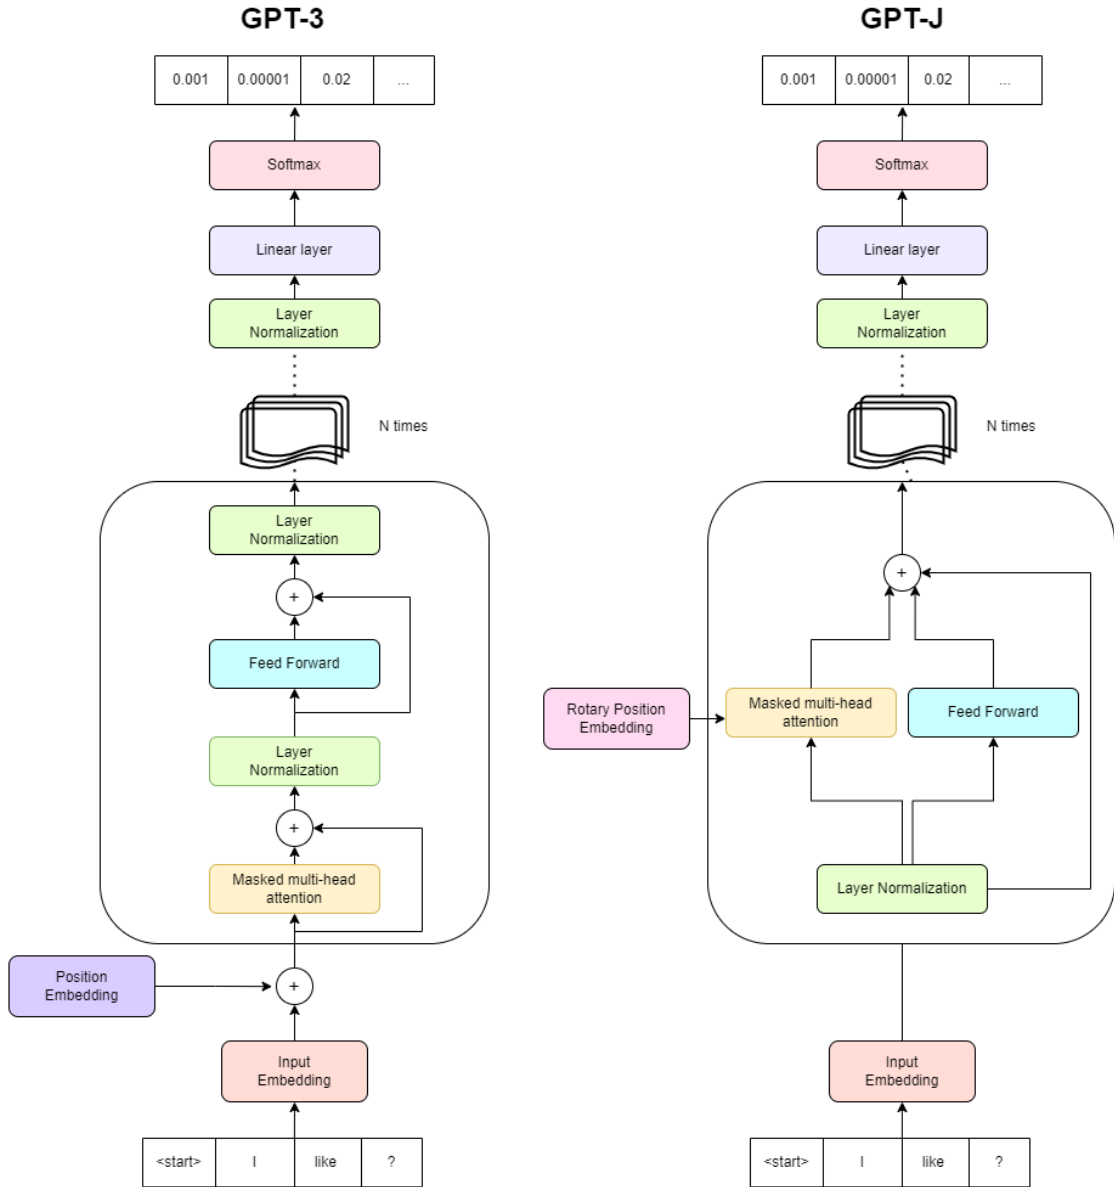 GPT-3
0.001 0.00001 0.02 ...
Softmax
Linear layer
Layer
Normalization
N times
Layer
Normalization
+
Feed Forward
Layer
Normalization
+
Masked multi-head
attention
Position
Embedding
+
Input
Embedding
<start> I like ?
GPT-J
0.001 0.00001 0.02 ...
Softmax
Linear layer
Layer
Normalization
N times
+
Rotary Position
Embedding
Masked multi-head
attention
Feed Forward
Layer Normalization
Input
Embedding
<start> I like ?